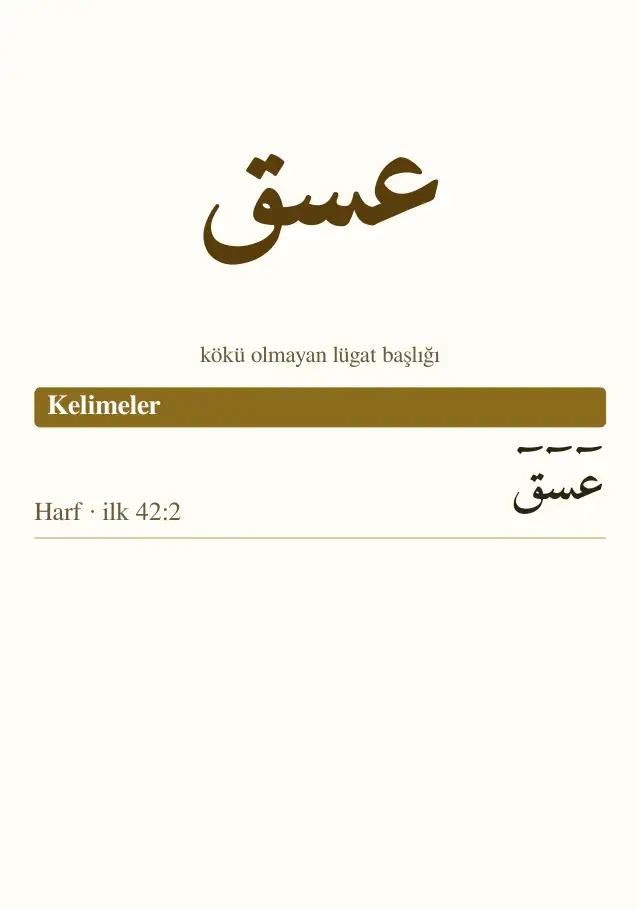 عسق
kökü olmayan lügat başlığı
Kelimeler
عٓسٓقٓ
Harf · ilk 42:2